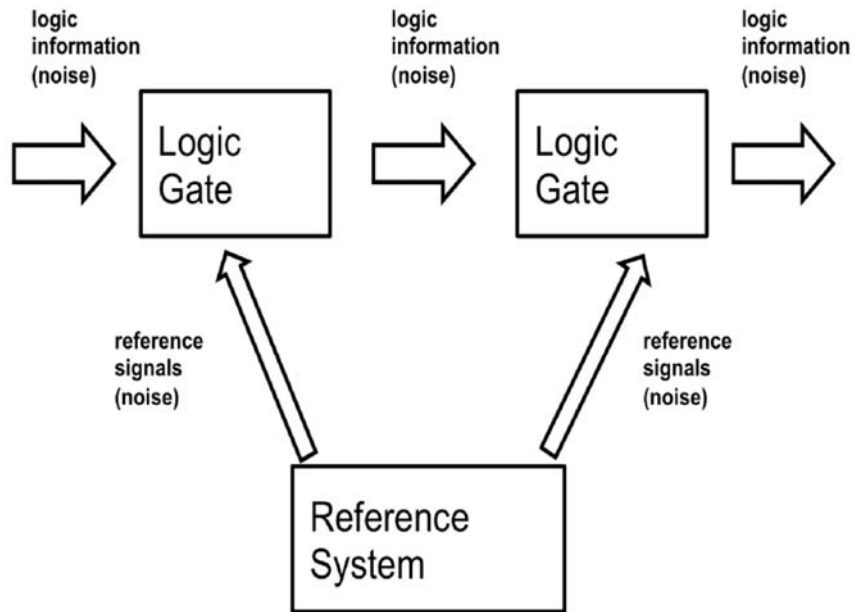 logic
information
(noise)
logic
information
(noise)
logic
information
(noise)
Logic
Gate
Logic
Gate
reference
signals
(noise)
reference
signals
(noise)
Reference
System